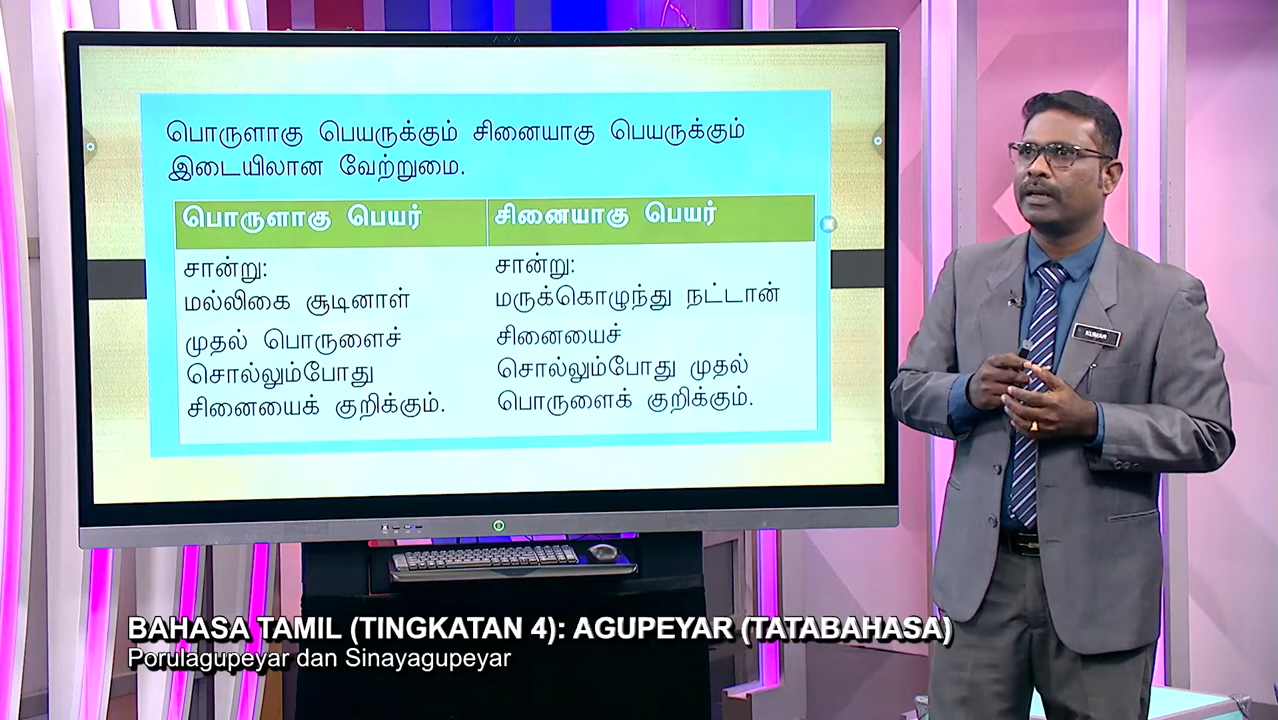 பொருளாகு பெயருக்கும் சினையாகு பெயருக்கும்
இடையிலான வேற்றுமை.
பொருளாகு பெயர்
சினையாகு பெயர்
சான்று:
மல்லிகை சூடினாள்
முதல் பொருளைச்
சொல்லும்போது
சினையைக் குறிக்கும்.
சான்று:
மருக்கொழுந்து நட்டான்
சினையைச்
சொல்லும்போது முதல்
பொருளைக் குறிக்கும்.
KUMAR
BAHASA TAMIL (TINGKATAN 4): AGUPEYAR (TATABAHASA)
Porulagupeyar dan Sinayagupeyar